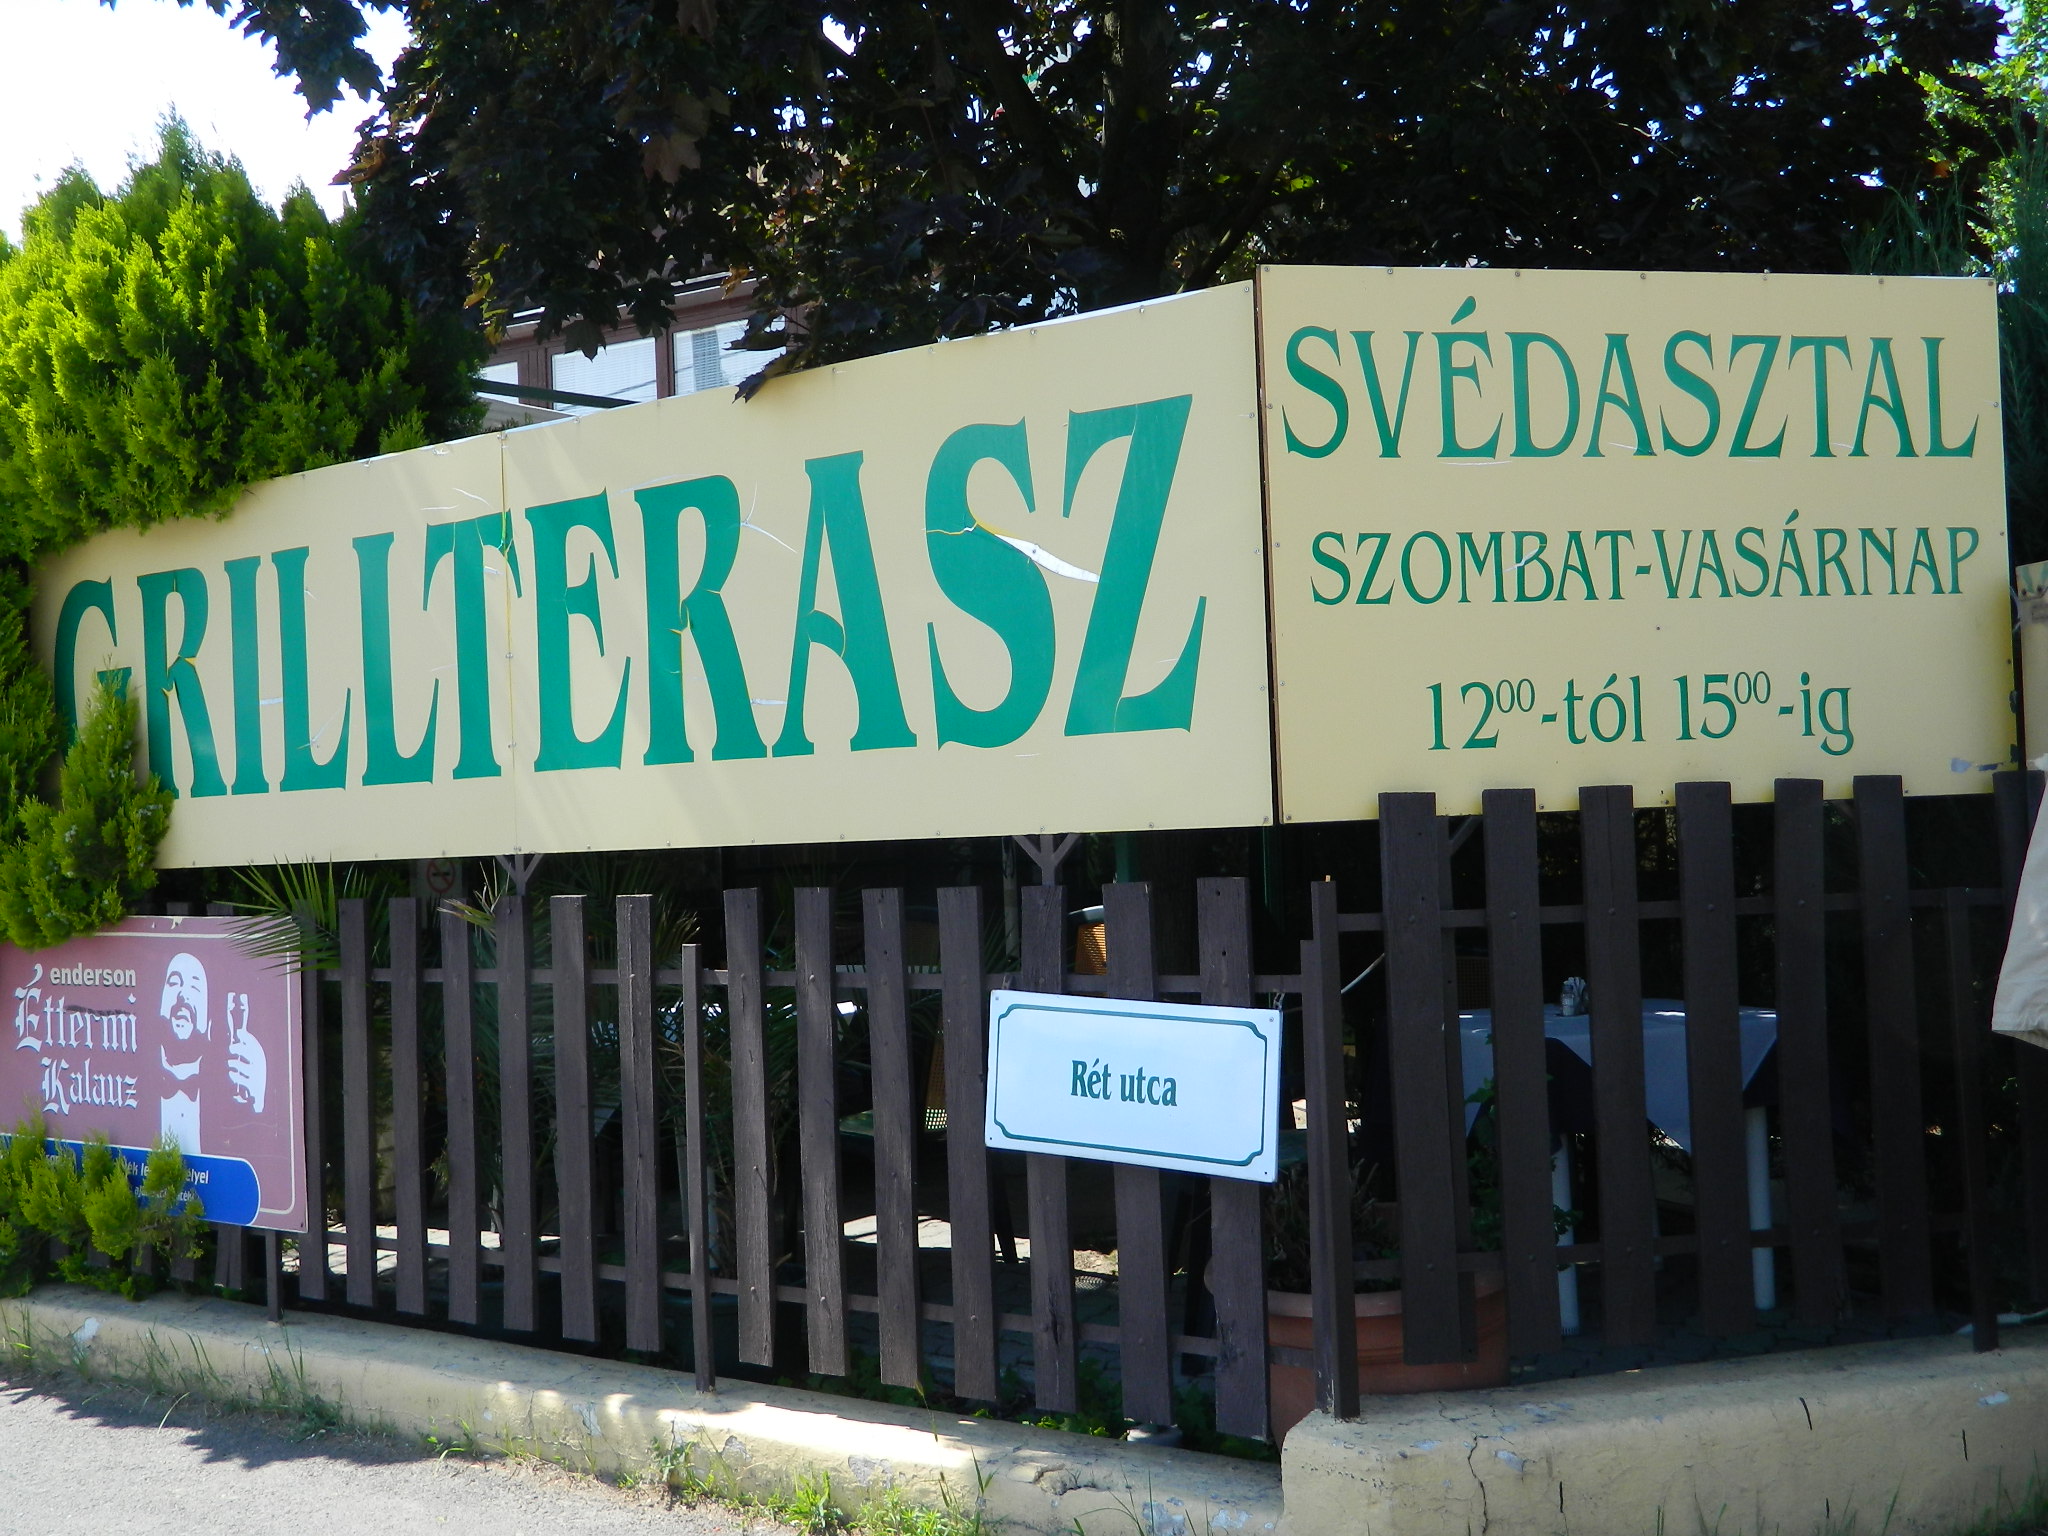 GRILLTERASZ
SVÉDASZTAL
SZOMBAT-VASÁRNAP
12⁰⁰-tól 15⁰⁰-ig
enderson
Éttermi
Kalauz
Rét utca